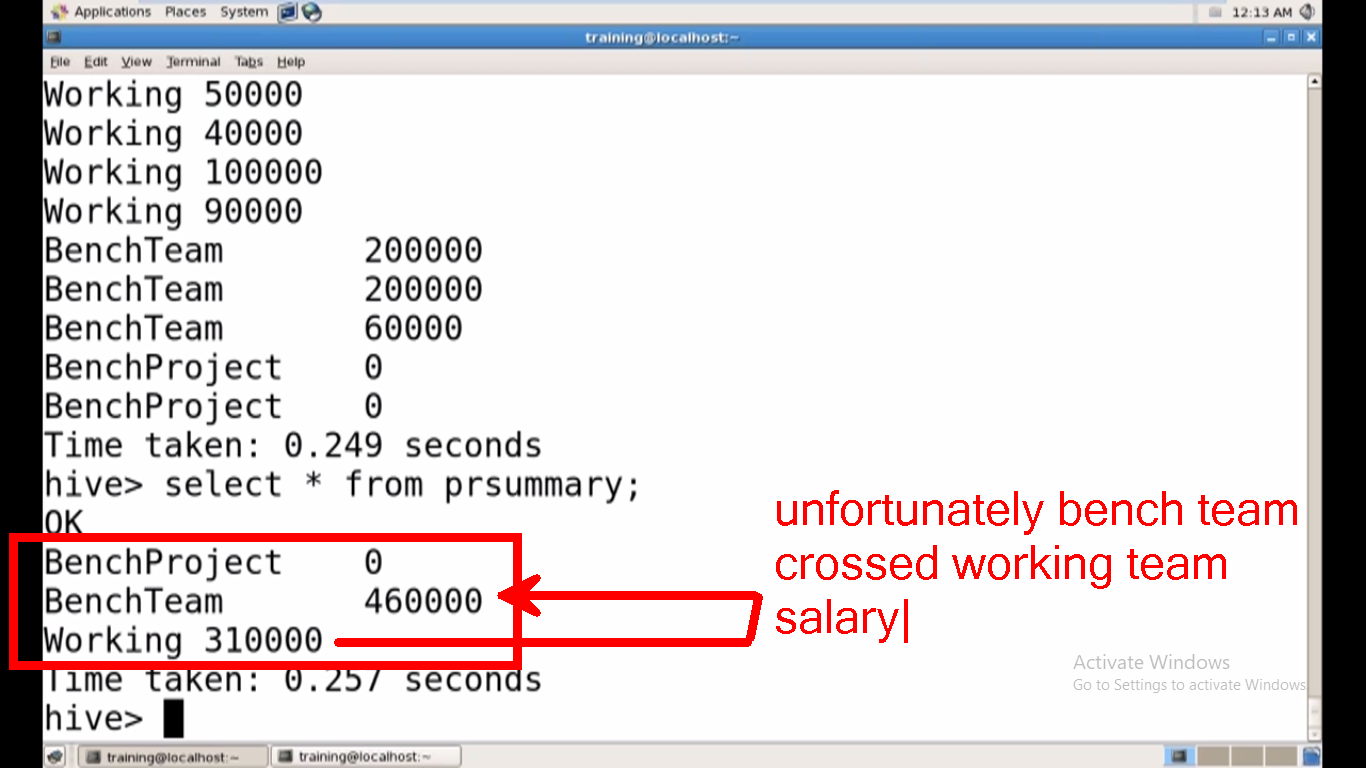 Applications Places System 12:13 AM
training@localhost:~
File Edit View Terminal Tabs Help
Working 50000
Working 40000
Working 100000
Working 90000
BenchTeam 200000
BenchTeam 200000
BenchTeam 60000
BenchProject 0
BenchProject 0
Time taken: 0.249 seconds
hive> select * from prsummary;
OK
BenchProject 0
BenchTeam 460000
Working 310000
Time taken: 0.257 seconds
hive>
unfortunately bench team
crossed working team
salary|
Activate Windows
Go to Settings to activate Windows
training@localhost:~ training@localhost:~